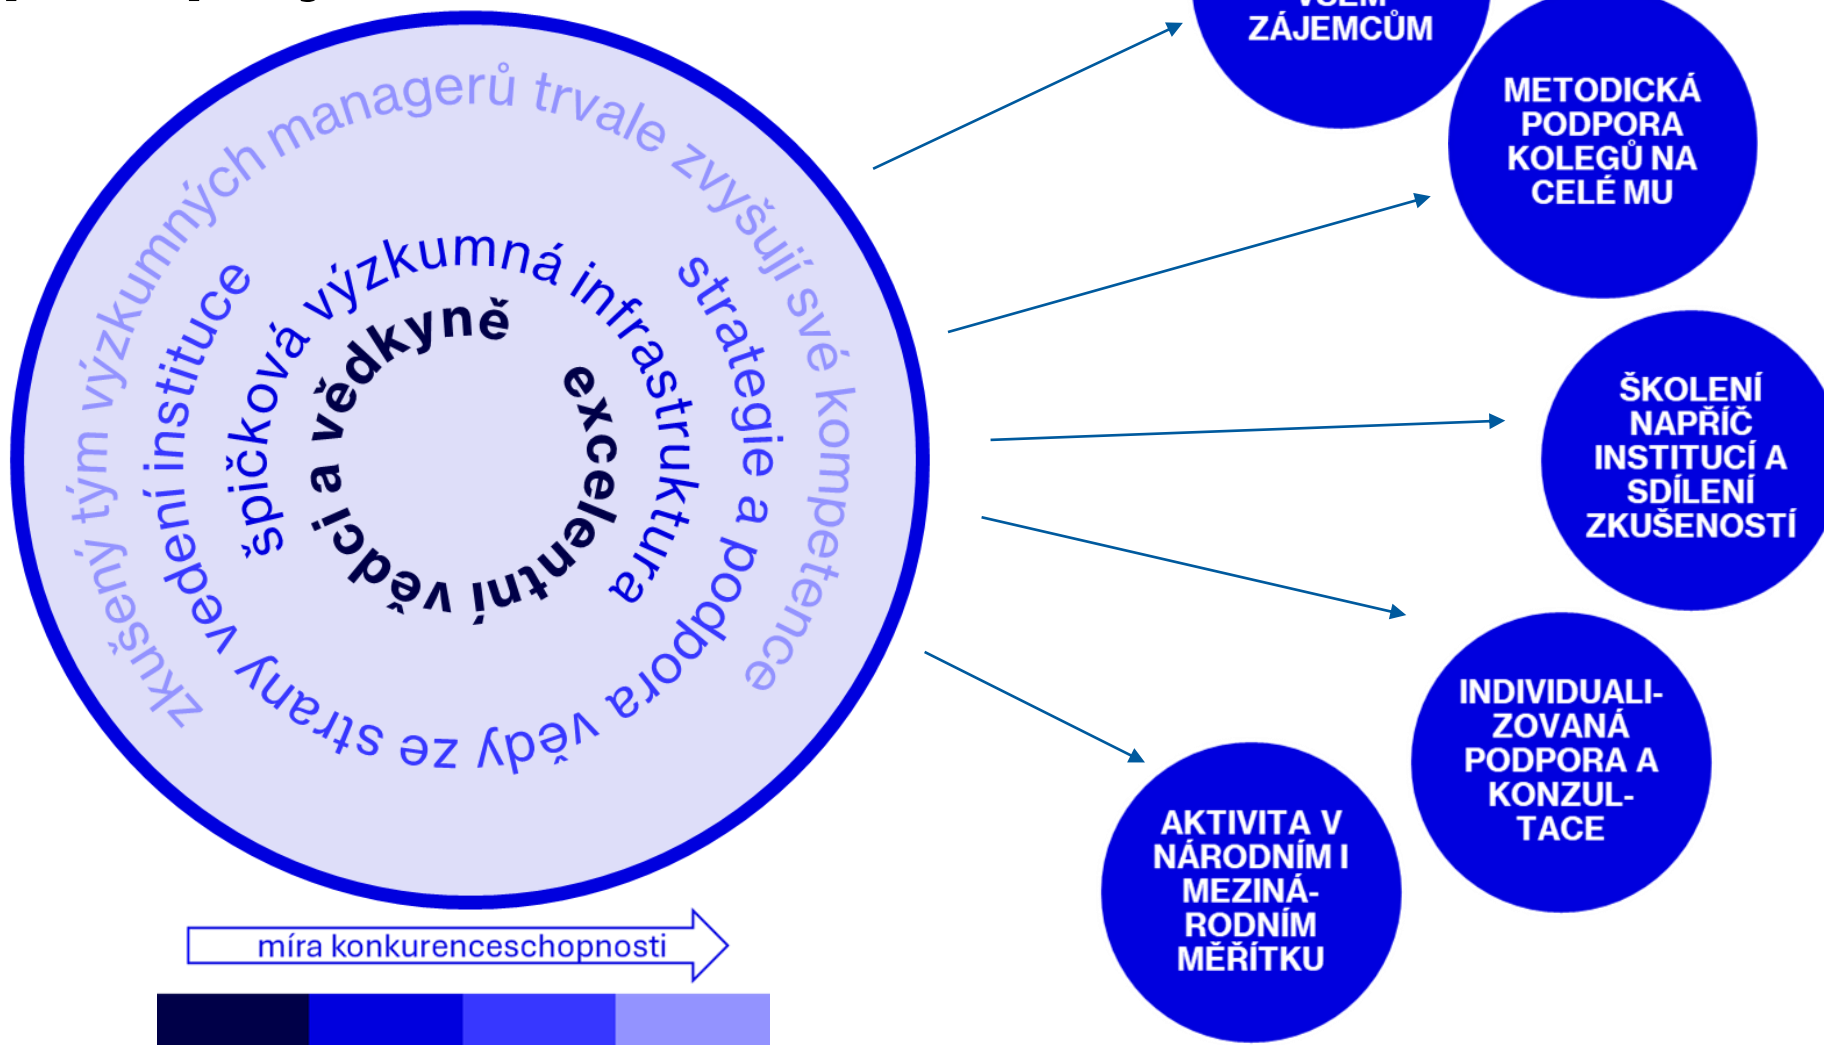 zkušený tým výzkumných managerů trvale zvyšují své kompetence
strategie a podpora vědy ze strany vedení instituce
špičková výzkumná infrastruktura
excelentní vědci a vědkyně
míra konkurenceschopnosti
VŠEM
ZÁJEMCŮM
METODICKÁ
PODPORA
KOLEGŮ NA
CELÉ MU
ŠKOLENÍ
NAPŘÍČ
INSTITUCÍ A
SDÍLENÍ
ZKUŠENOSTÍ
INDIVIDUALI-
ZOVANÁ
PODPORA A
KONZUL-
TACE
AKTIVITA V
NÁRODNÍM I
MEZINÁ-
RODNÍM
MĚŘÍTKU